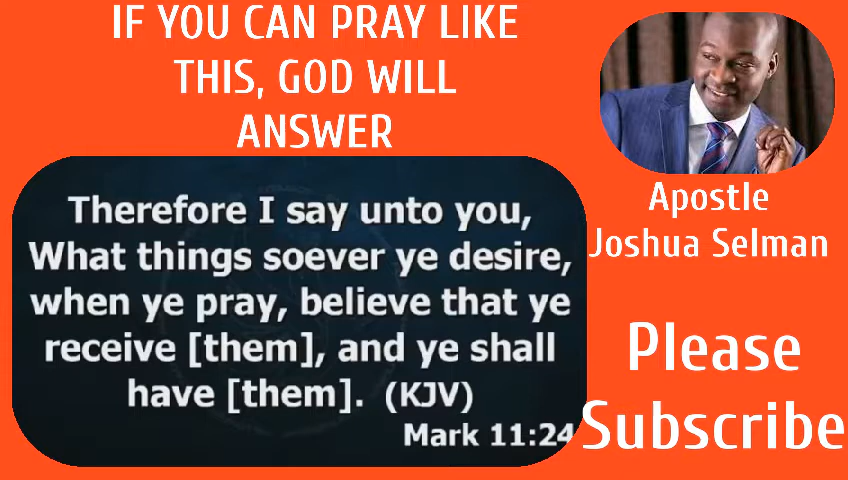 IF YOU CAN PRAY LIKE
THIS, GOD WILL
ANSWER
Therefore I say unto you,
What things soever ye desire,
when ye pray, believe that ye
receive [them], and ye shall
have [them]. (KJV)
Mark 11:24
Apostle
Joshua Selman
Please
Subscribe